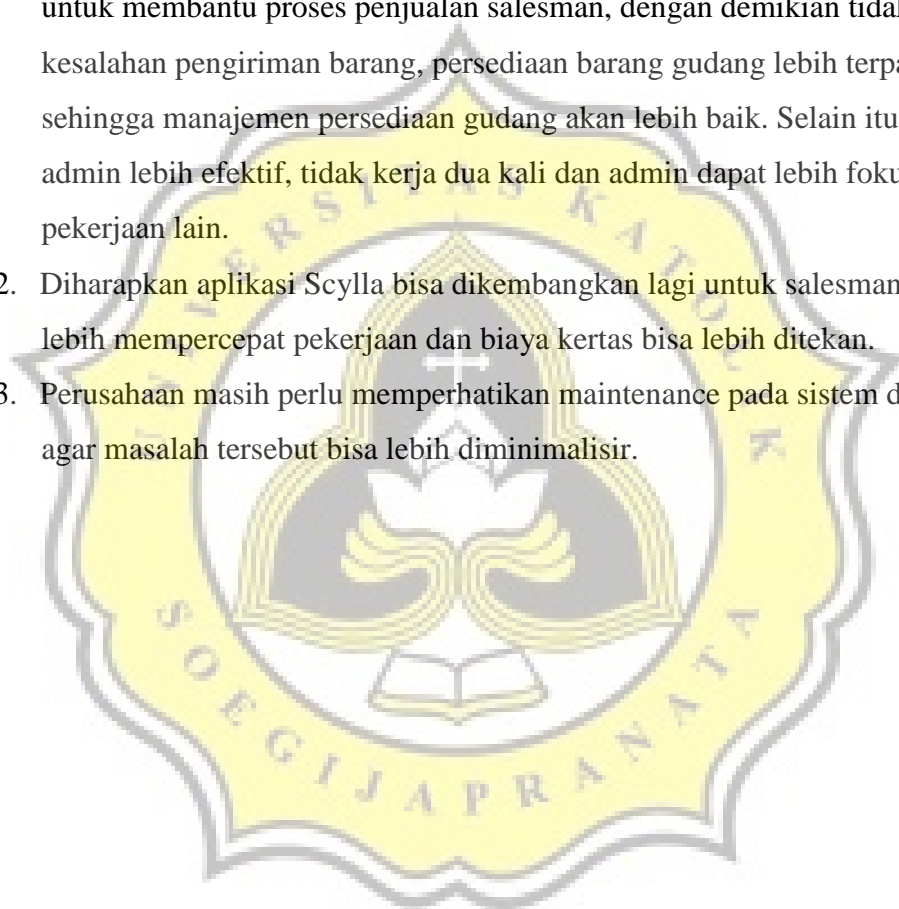 untuk membantu proses penjualan salesman, dengan demikian tidak
kesalahan pengiriman barang, persediaan barang gudang lebih
sehingga manajemen persediaan gudang akan lebih baik. Selain itu
admin lebih efektif, tidak kerja dua kali dan admin dapat lebih
pekerjaan lain.
2. Diharapkan aplikasi Scylla bisa dikembangkan lagi untuk salesman
lebih mempercepat pekerjaan dan biaya kertas bisa lebih ditekan.
3. Perusahaan masih perlu memperhatikan maintenance pada sistem
agar masalah tersebut bisa lebih diminimalisir.
UNIVERSITAS KATOLIK
SOEGIJAPRANATA